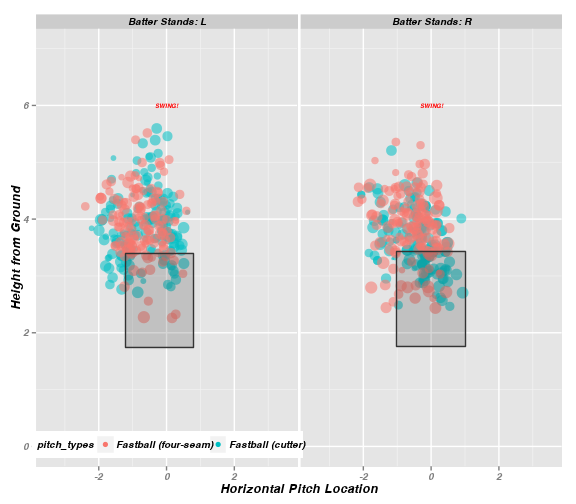 Batter Stands: L
Batter Stands: R
6
SWING!
SWING!
4
2
0
Height from Ground
pitch_types Fastball (four-seam) Fastball (cutter)
-2 0 2
-2 0 2
Horizontal Pitch Location